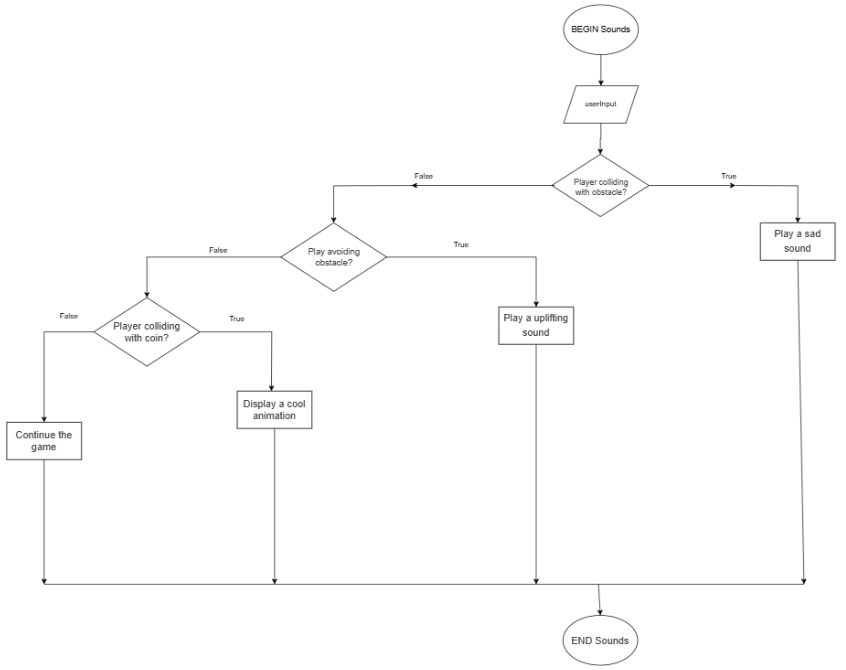 BEGIN Sounds
userInput
False
True
Player colliding
with obstacle?
Play a sad
sound
False
True
Play avoiding
obstacle?
False
True
Player colliding
with coin?
Play a uplifting
sound
Display a cool
animation
Continue the
game
END Sounds